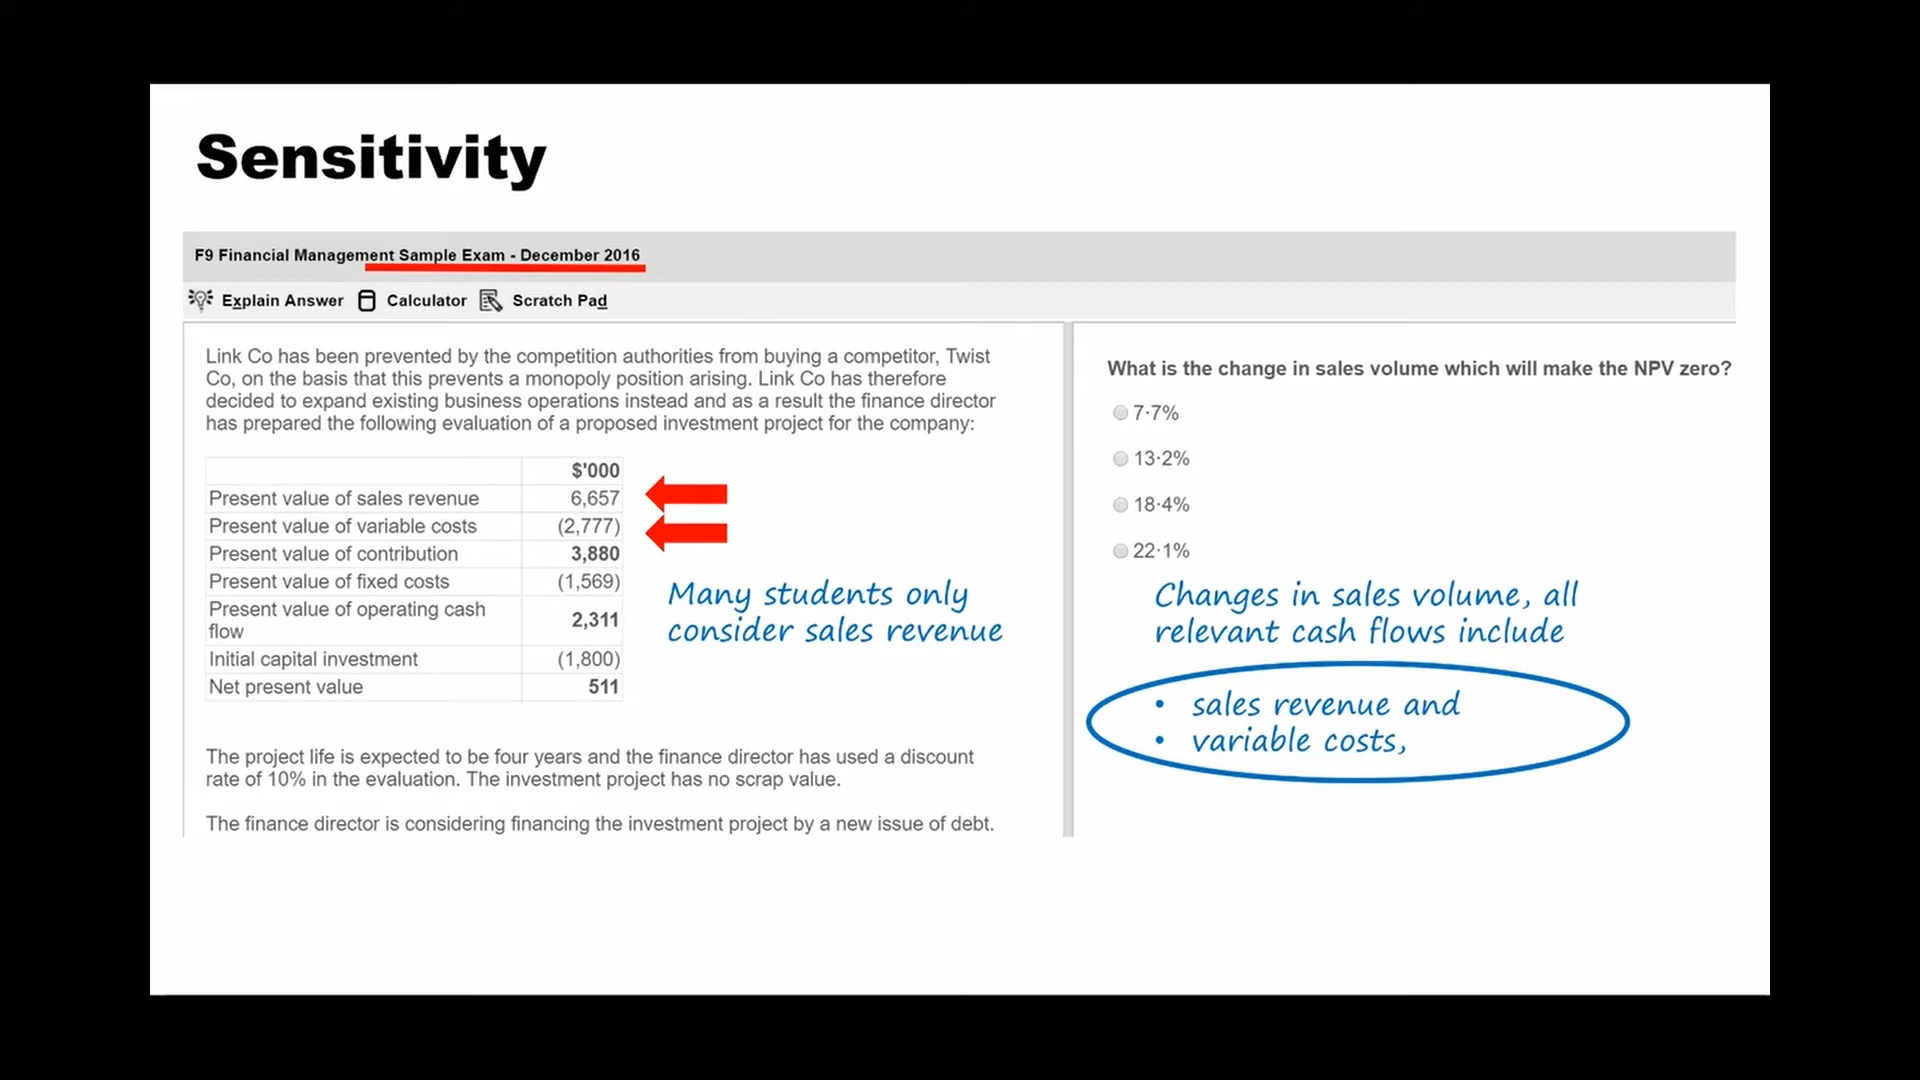 Sensitivity
F9 Financial Management Sample Exam - December 2016
Explain Answer Calculator Scratch Pad
Link Co has been prevented by the competition authorities from buying a competitor, Twist
Co, on the basis that this prevents a monopoly position arising. Link Co has therefore
decided to expand existing business operations instead and as a result the finance director
has prepared the following evaluation of a proposed investment project for the company:
$'000
Present value of sales revenue 6,657
Present value of variable costs (2,777)
Present value of contribution 3,880
Present value of fixed costs (1,569)
Present value of operating cash
flow 2,311
Initial capital investment (1,800)
Net present value 511
Many students only
consider sales revenue
The project life is expected to be four years and the finance director has used a discount
rate of 10% in the evaluation. The investment project has no scrap value.
The finance director is considering financing the investment project by a new issue of debt.
What is the change in sales volume which will make the NPV zero?
7·7%
13·2%
18·4%
22·1%
Changes in sales volume, all
relevant cash flows include
• sales revenue and
• variable costs,